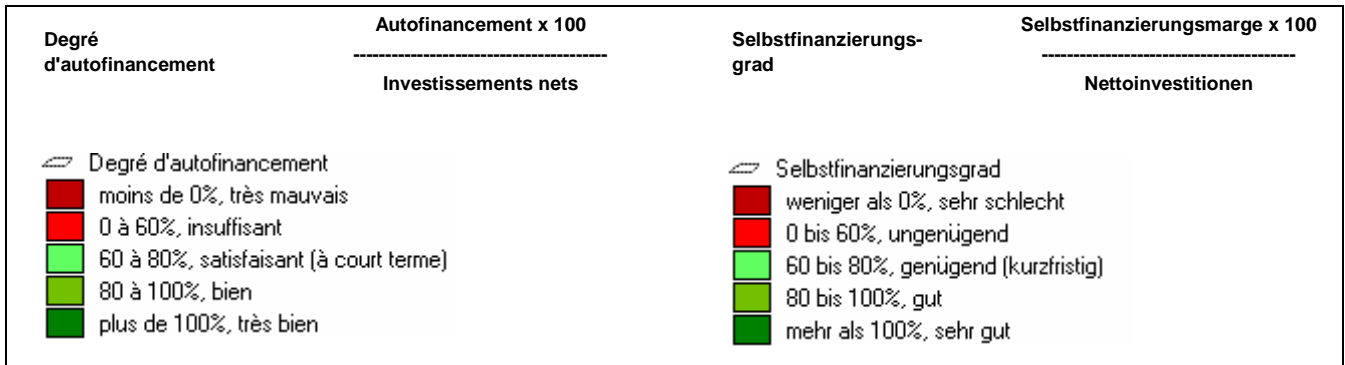 Degré
d'autofinancement
Autofinancement x 100
----------------------------------------
Investissements nets
Selbstfinanzierungs-
grad
Selbstfinanzierungsmarge x 100
----------------------------------------
Nettoinvestitionen
Degré d'autofinancement
moins de 0%, très mauvais
0 à 60%, insuffisant
60 à 80%, satisfaisant (à court terme)
80 à 100%, bien
plus de 100%, très bien
Selbstfinanzierungsgrad
weniger als 0%, sehr schlecht
0 bis 60%, ungenügend
60 bis 80%, genügend (kurzfristig)
80 bis 100%, gut
mehr als 100%, sehr gut